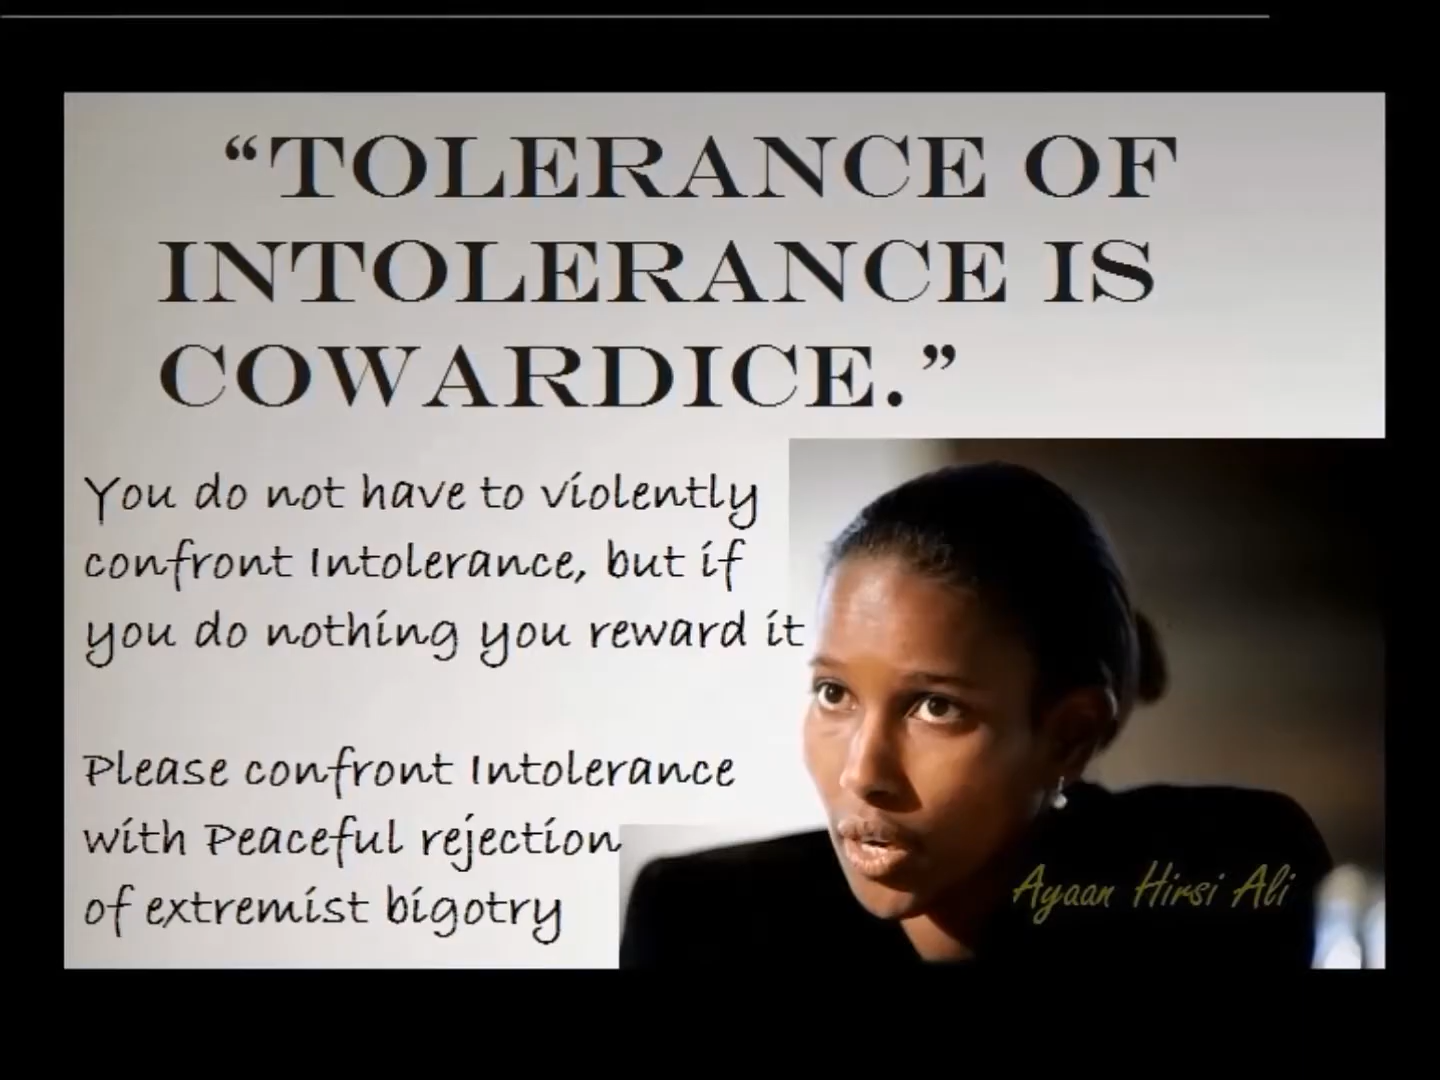 “TOLERANCE OF
INTOLERANCE IS
COWARDICE.”
You do not have to violently
confront Intolerance, but if
you do nothing you reward it
Please confront Intolerance
with Peaceful rejection
of extremist bigotry
Ayaan Hirsi Ali